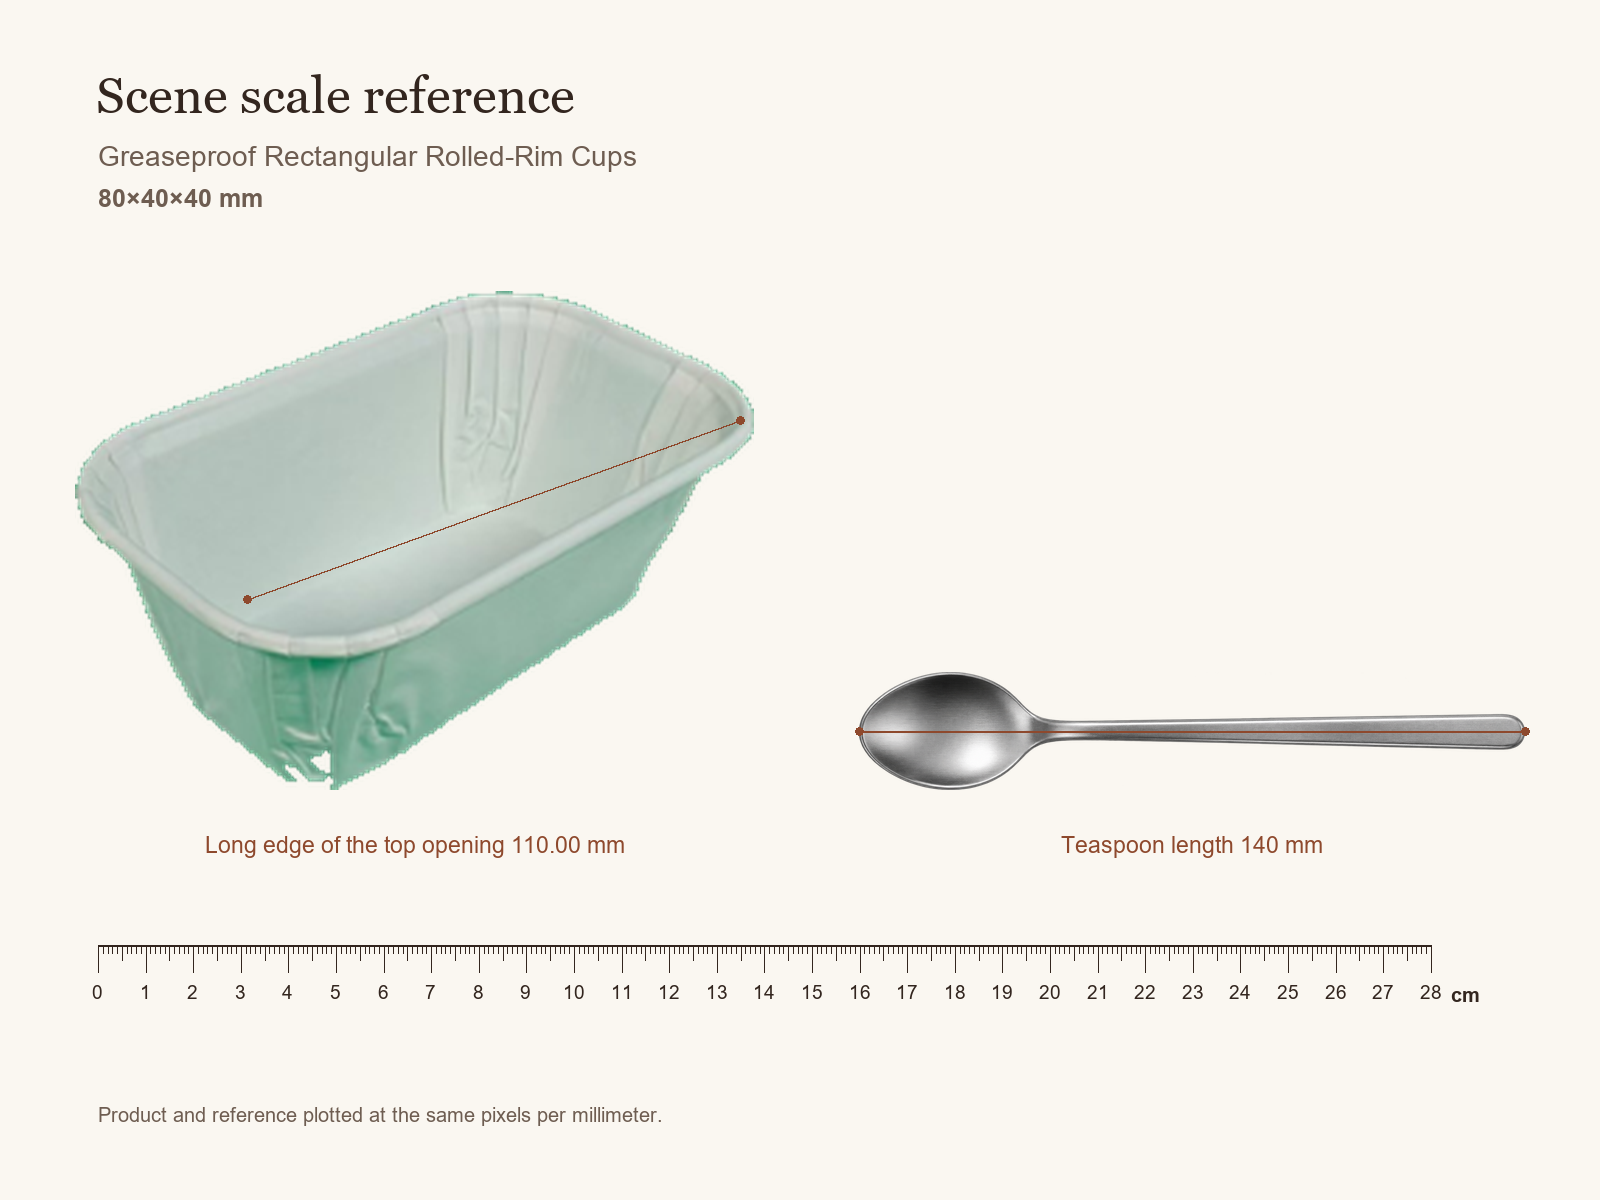 Scene scale reference
Greaseproof Rectangular Rolled-Rim Cups
80×40×40 mm
Long edge of the top opening 110.00 mm
Teaspoon length 140 mm
0 1 2 3 4 5 6 7 8 9 10 11 12 13 14 15 16 17 18 19 20 21 22 23 24 25 26 27 28 cm
Product and reference plotted at the same pixels per millimeter.